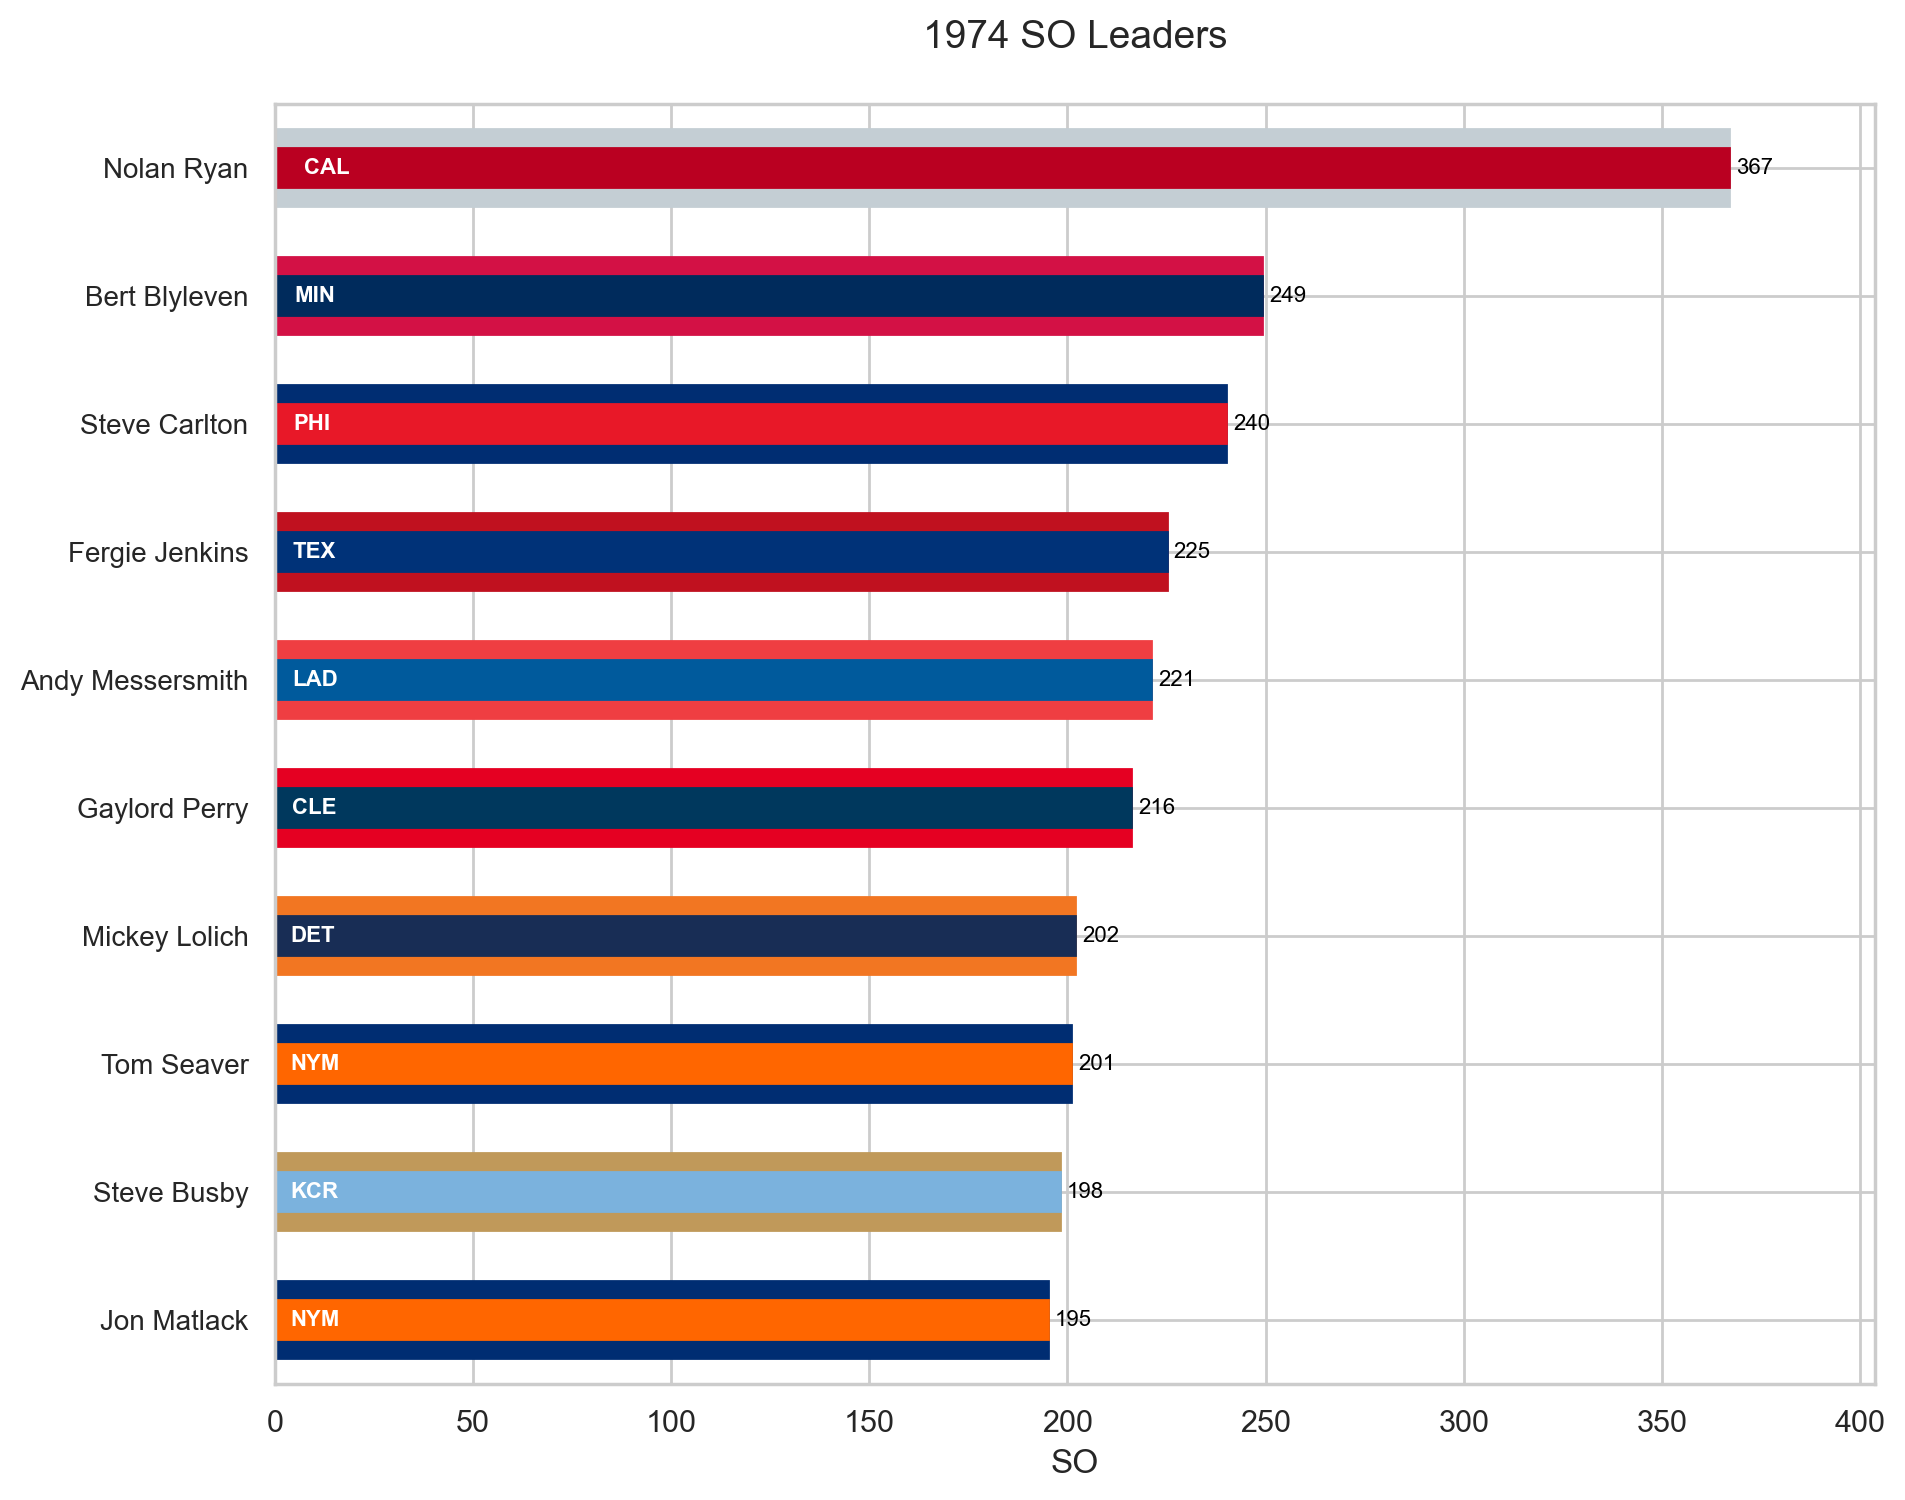 1974 SO Leaders
Nolan Ryan CAL 367
Bert Blyleven MIN 249
Steve Carlton PHI 240
Fergie Jenkins TEX 225
Andy Messersmith LAD 221
Gaylord Perry CLE 216
Mickey Lolich DET 202
Tom Seaver NYM 201
Steve Busby KCR 198
Jon Matlack NYM 195
0 50 100 150 200 250 300 350 400
SO